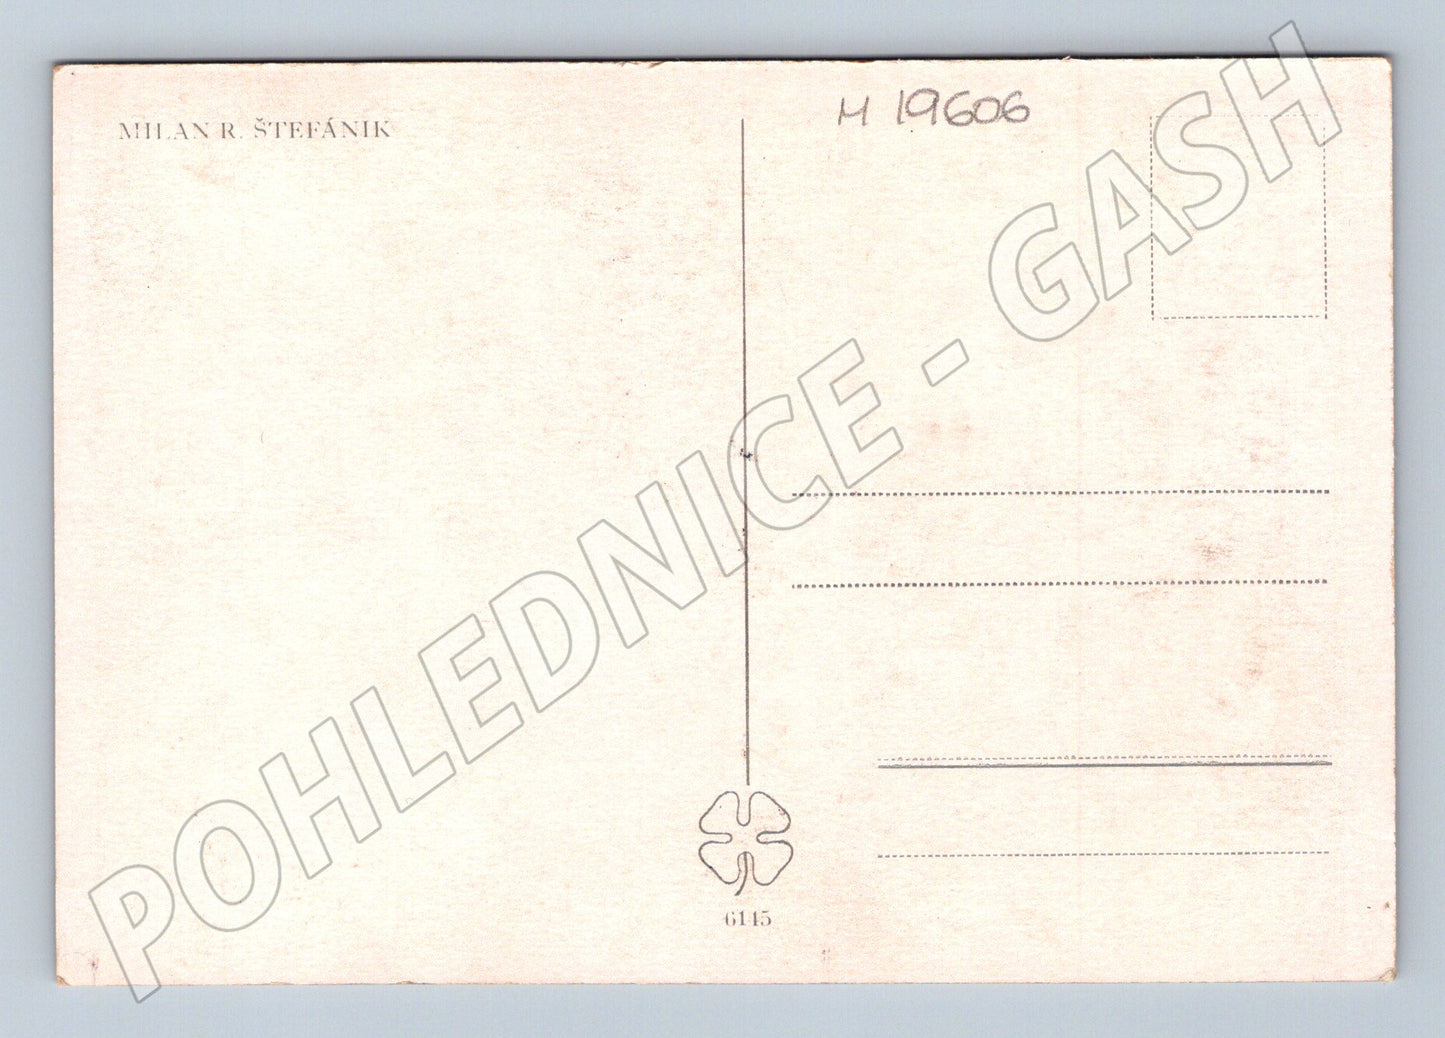 MILAN R. ŠTEFÁNIK
H 19606
POHLEDNICE - GASH
6145